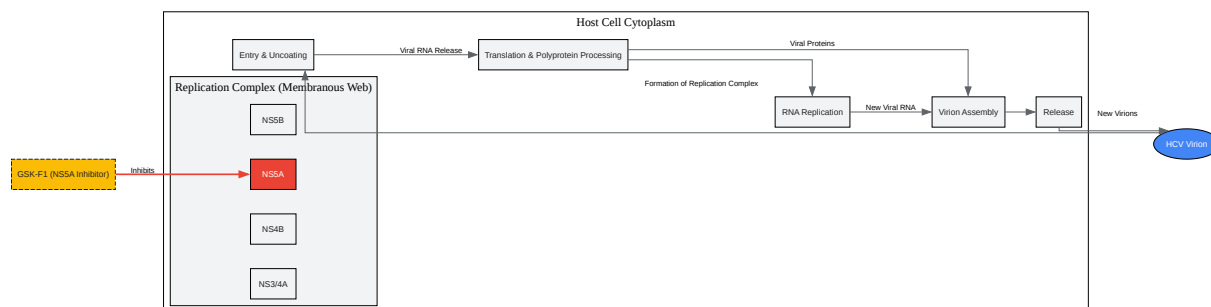 Host Cell Cytoplasm
Entry & Uncoating
Viral RNA Release
Translation & Polyprotein Processing
Viral Proteins
Formation of Replication Complex
Replication Complex (Membranous Web)
NS5B
RNA Replication
New Viral RNA
Virion Assembly
Release
New Virions
HCV Virion
GSK-F1 (NS5A Inhibitor)
Inhibits
NS5A
NS4B
NS3/4A